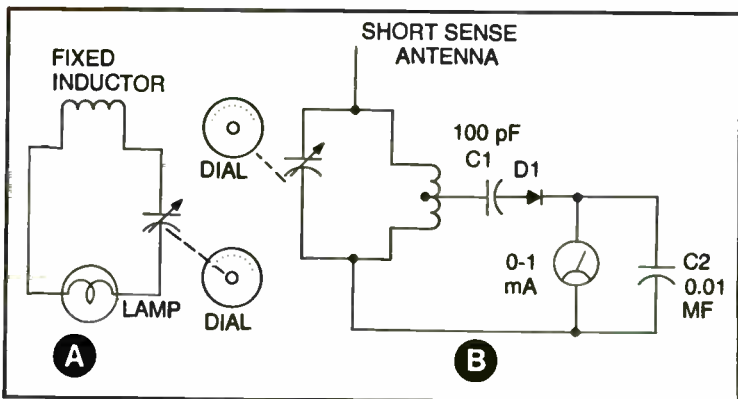 FIXED
INDUCTOR
LAMP
DIAL
A
SHORT SENSE
ANTENNA
DIAL
100 pF
C1
D1
0-1
mA
C2
0.01
MF
B